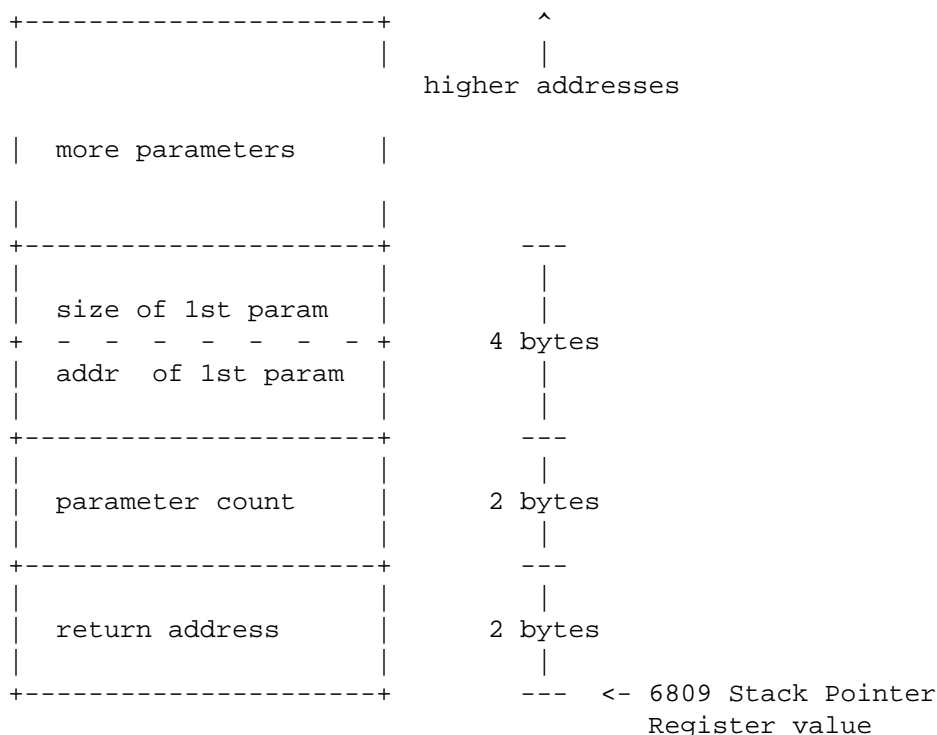 +----------------------+ ^
| | |
higher addresses
| more parameters |
| |
+----------------------+ ---
| | |
| size of 1st param | |
+ - - - - - - - + 4 bytes
| addr of 1st param | |
| | |
+----------------------+ ---
| | |
| parameter count | 2 bytes
| | |
+----------------------+ ---
| | |
| return address | 2 bytes
| | |
+----------------------+ --- <- 6809 Stack Pointer
Register value